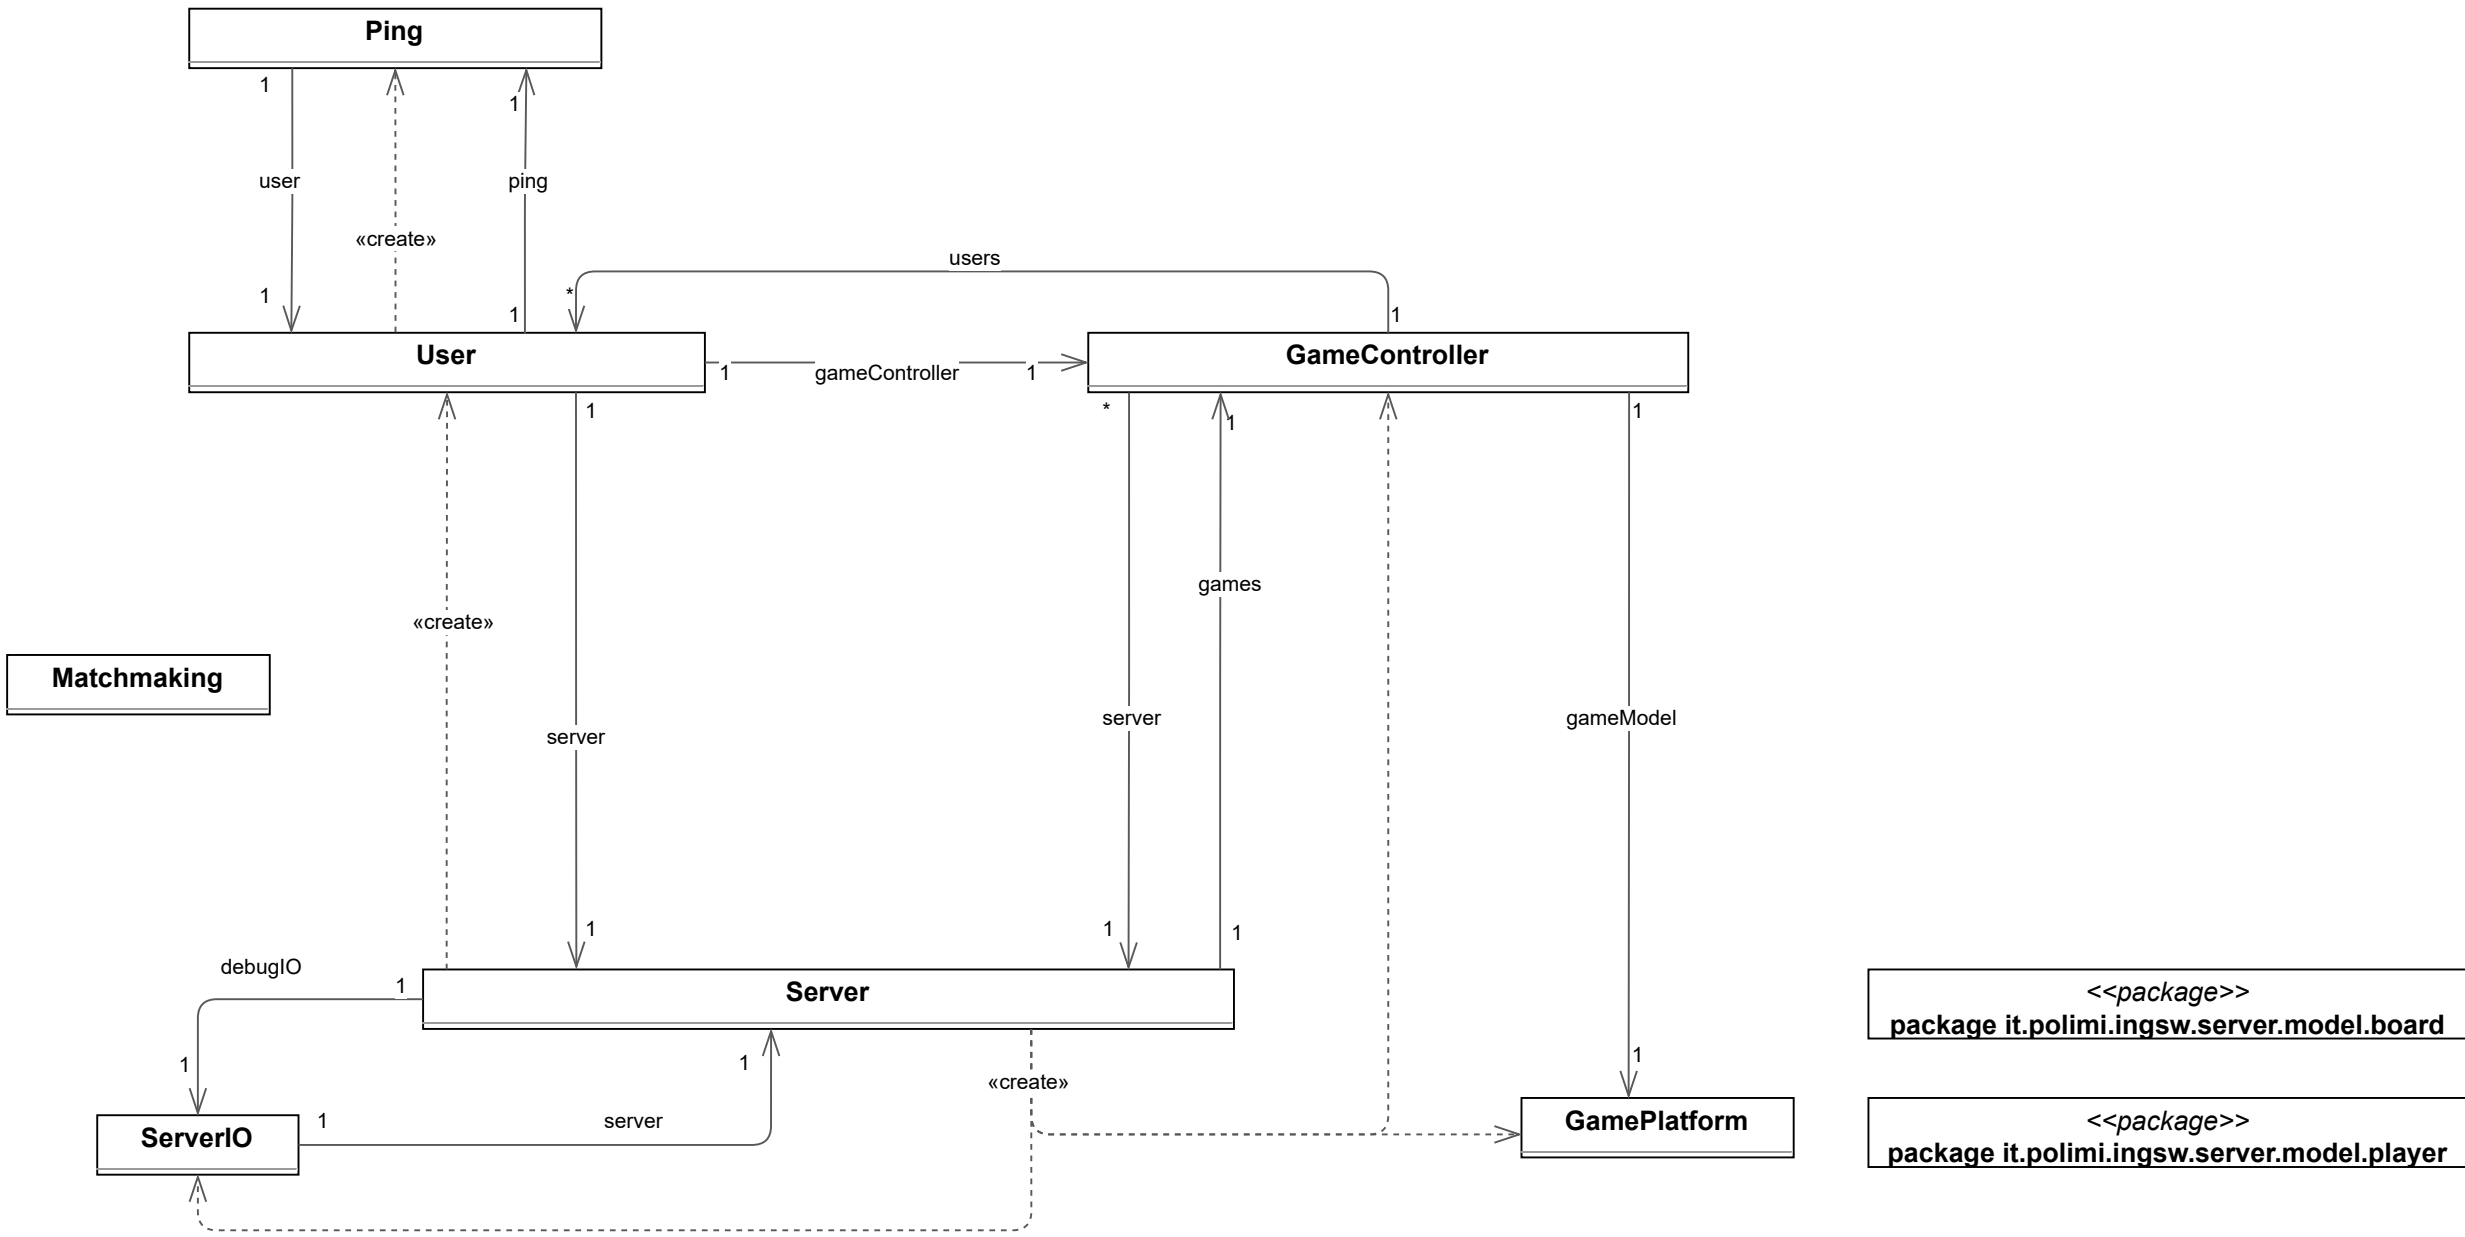 Ping
1
1
user
ping
«create»
users
1
*
1
1
User
GameController
1
gameController
1
1
*
1
1
games
«create»
Matchmaking
server
gameModel
server
1
1
1
debugIO
1
Server
<<package>>
package it.polimi.ingsw.server.model.board
1
1
1
«create»
ServerIO
1
server
GamePlatform
<<package>>
package it.polimi.ingsw.server.model.player